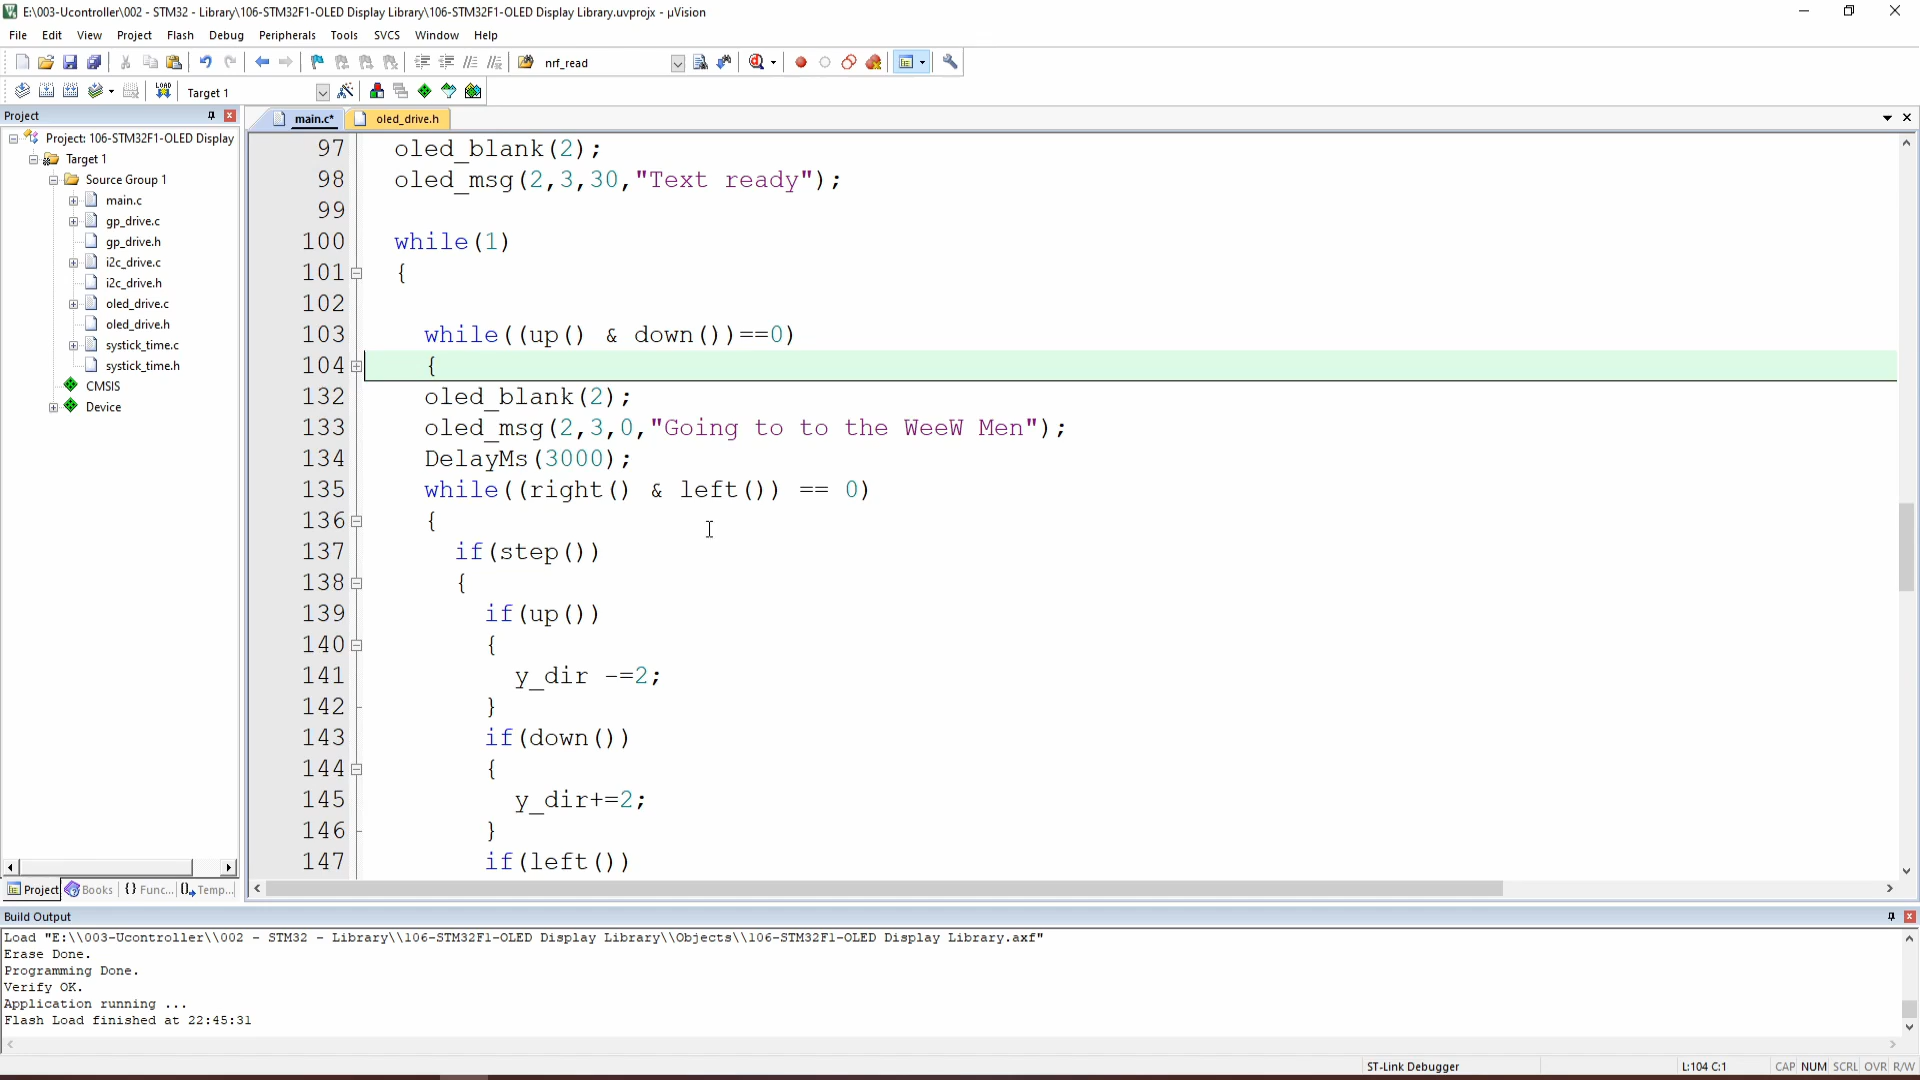 E:\003-Ucontroller\002 - STM32 - Library\106-STM32F1-OLED Display Library\106-STM32F1-OLED Display Library.uvprojx - µVision
File Edit View Project Flash Debug Peripherals Tools SVCS Window Help
nrf_read
LOAD Target 1
Project
main.c* oled_drive.h
Project: 106-STM32F1-OLED Display
Target 1
Source Group 1
main.c
gp_drive.c
gp_drive.h
i2c_drive.c
i2c_drive.h
oled_drive.c
oled_drive.h
systick_time.c
systick_time.h
CMSIS
Device
97 oled_blank(2);
98 oled_msg(2,3,30,"Text ready");
99
100 while(1)
101 {
102
103 while((up() & down())==0)
104 {
132 oled_blank(2);
133 oled_msg(2,3,0,"Going to to the WeeW Men");
134 DelayMs(3000);
135 while((right() & left()) == 0)
136 {
137 if(step())
138 {
139 if(up())
140 {
141 y_dir -=2;
142 }
143 if(down())
144 {
145 y_dir+=2;
146 }
147 if(left())
Project Books {} Func... Temp...
Build Output
Load "E:\\003-Ucontroller\\002 - STM32 - Library\\106-STM32F1-OLED Display Library\\Objects\\106-STM32F1-OLED Display Library.axf"
Erase Done.
Programming Done.
Verify OK.
Application running ...
Flash Load finished at 22:45:31
ST-Link Debugger L:104 C:1 CAP NUM SCRL OVR R/W